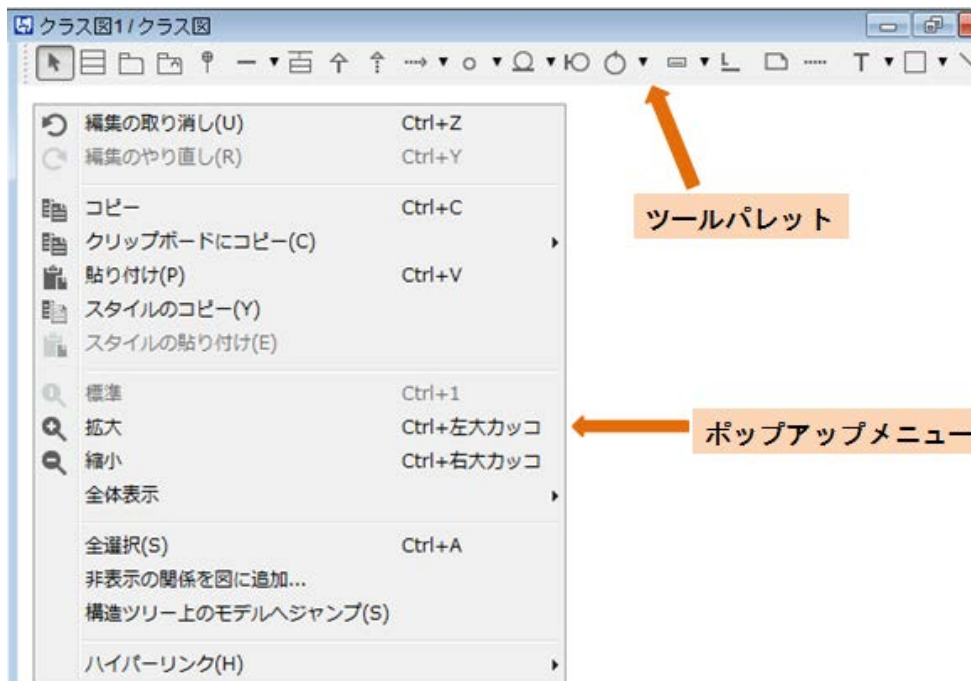 クラス図1/クラス図
ツールパレット
編集の取り消し(U) Ctrl+Z
編集のやり直し(R) Ctrl+Y
コピー Ctrl+C
クリップボードにコピー(C)
貼り付け(P) Ctrl+V
スタイルのコピー(Y)
スタイルの貼り付け(E)
標準 Ctrl+1
拡大 Ctrl+左大カッコ
縮小 Ctrl+右大カッコ
全体表示
全選択(S) Ctrl+A
非表示の関係を図に追加...
構造ツリー上のモデルへジャンプ(S)
ハイパーリンク(H)
ポップアップメニュー